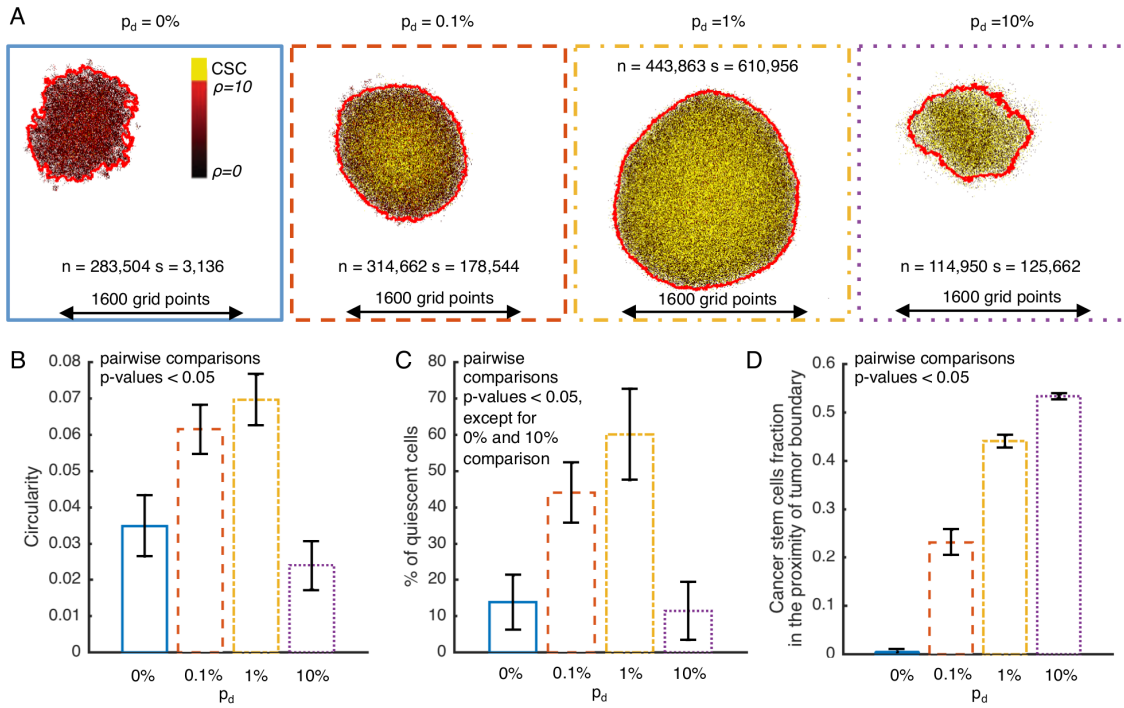 A
p_d = 0%
p_d = 0.1%
p_d =1%
p_d =10%
CSC
ρ=10
ρ=0
n = 283,504 s = 3,136
1600 grid points
n = 314,662 s = 178,544
1600 grid points
n = 443,863 s = 610,956
1600 grid points
n = 114,950 s = 125,662
1600 grid points
B
pairwise comparisons
p-values < 0.05
Circularity
0.08
0.07
0.06
0.05
0.04
0.03
0.02
0.01
0
0% 0.1% 1% 10%
p_d
C
pairwise
comparisons
p-values < 0.05,
except for
0% and 10%
comparison
% of quiescent cells
80
70
60
50
40
30
20
10
0
0% 0.1% 1% 10%
p_d
D
pairwise comparisons
p-values < 0.05
Cancer stem cells fraction
in the proximity of tumor boundary
0.6
0.5
0.4
0.3
0.2
0.1
0
0% 0.1% 1% 10%
p_d